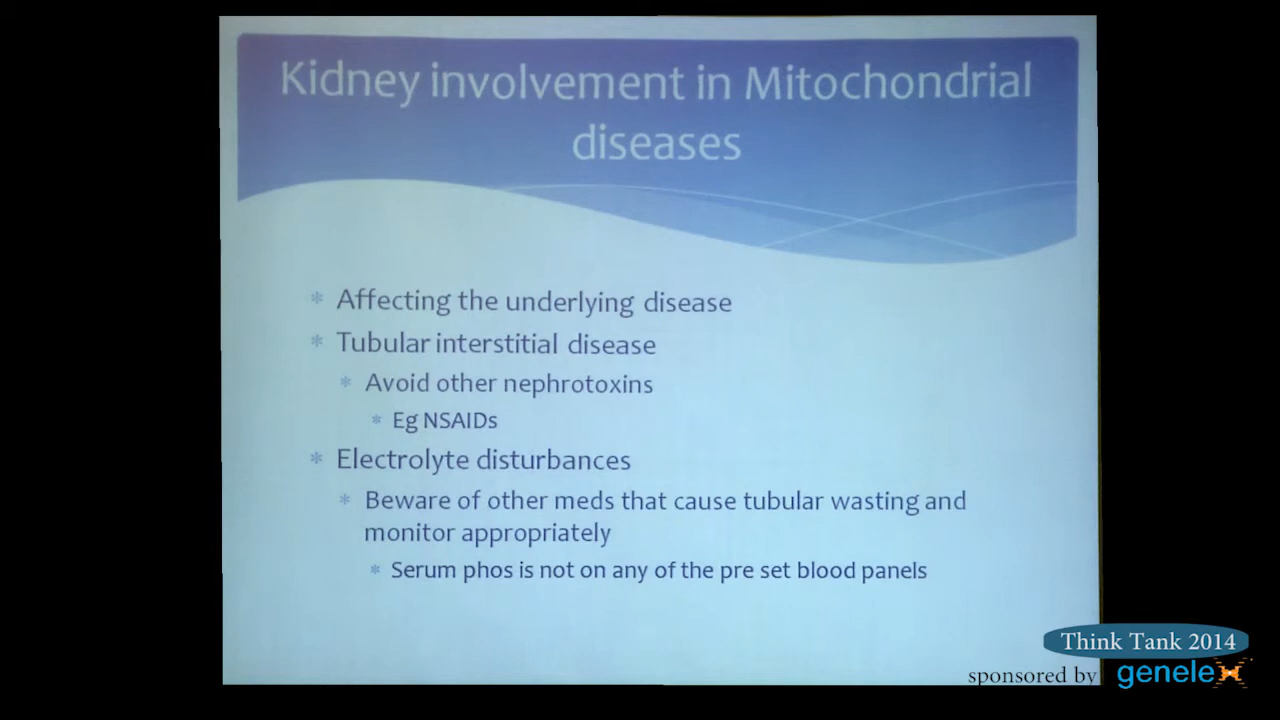 Kidney involvement in Mitochondrial
diseases
* Affecting the underlying disease
* Tubular interstitial disease
* Avoid other nephrotoxins
* Eg NSAIDs
* Electrolyte disturbances
* Beware of other meds that cause tubular wasting and
monitor appropriately
* Serum phos is not on any of the pre set blood panels
Think Tank 2014
sponsored by genelex